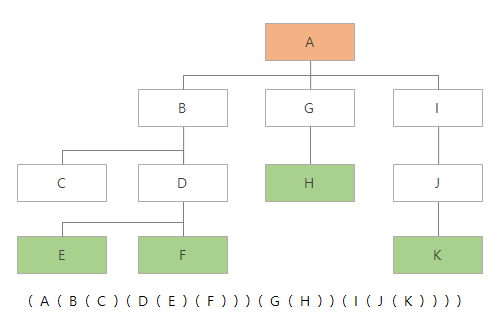 A
B G I
C D H J
E F K
( A ( B ( C ) ( D ( E ) ( F ) ) ) ( G ( H ) ) ( I ( J ( K ) ) ) )